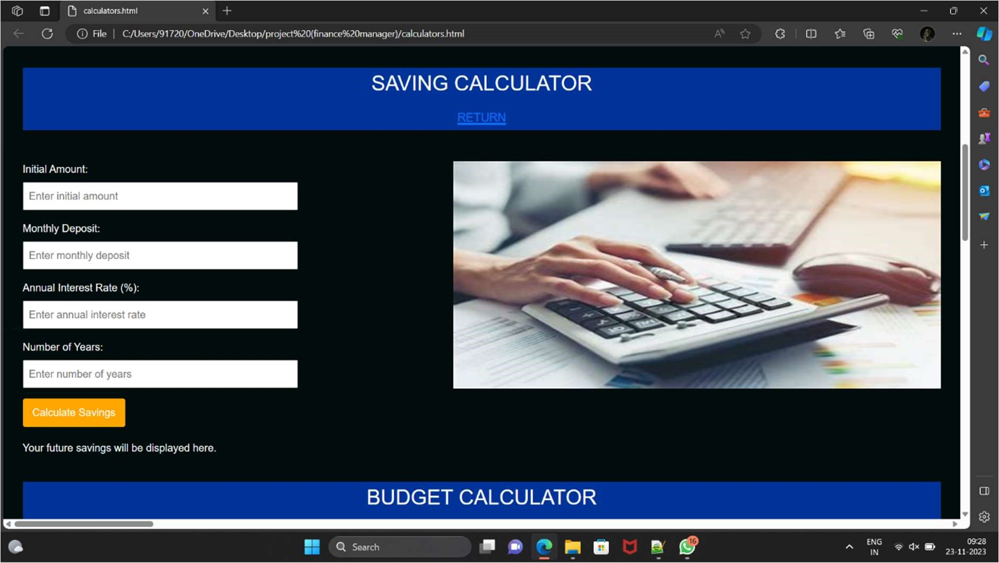 calculators.html
File
C:/Users/91720/OneDrive/Desktop/project%20(finance%20manager)/calculators.html
SAVING CALCULATOR
RETURN
Initial Amount:
Enter initial amount
Monthly Deposit:
Enter monthly deposit
Annual Interest Rate (%):
Enter annual interest rate
Number of Years:
Enter number of years
Calculate Savings
Your future savings will be displayed here.
BUDGET CALCULATOR
Search
16
ENG
IN
09:28
23-11-2023